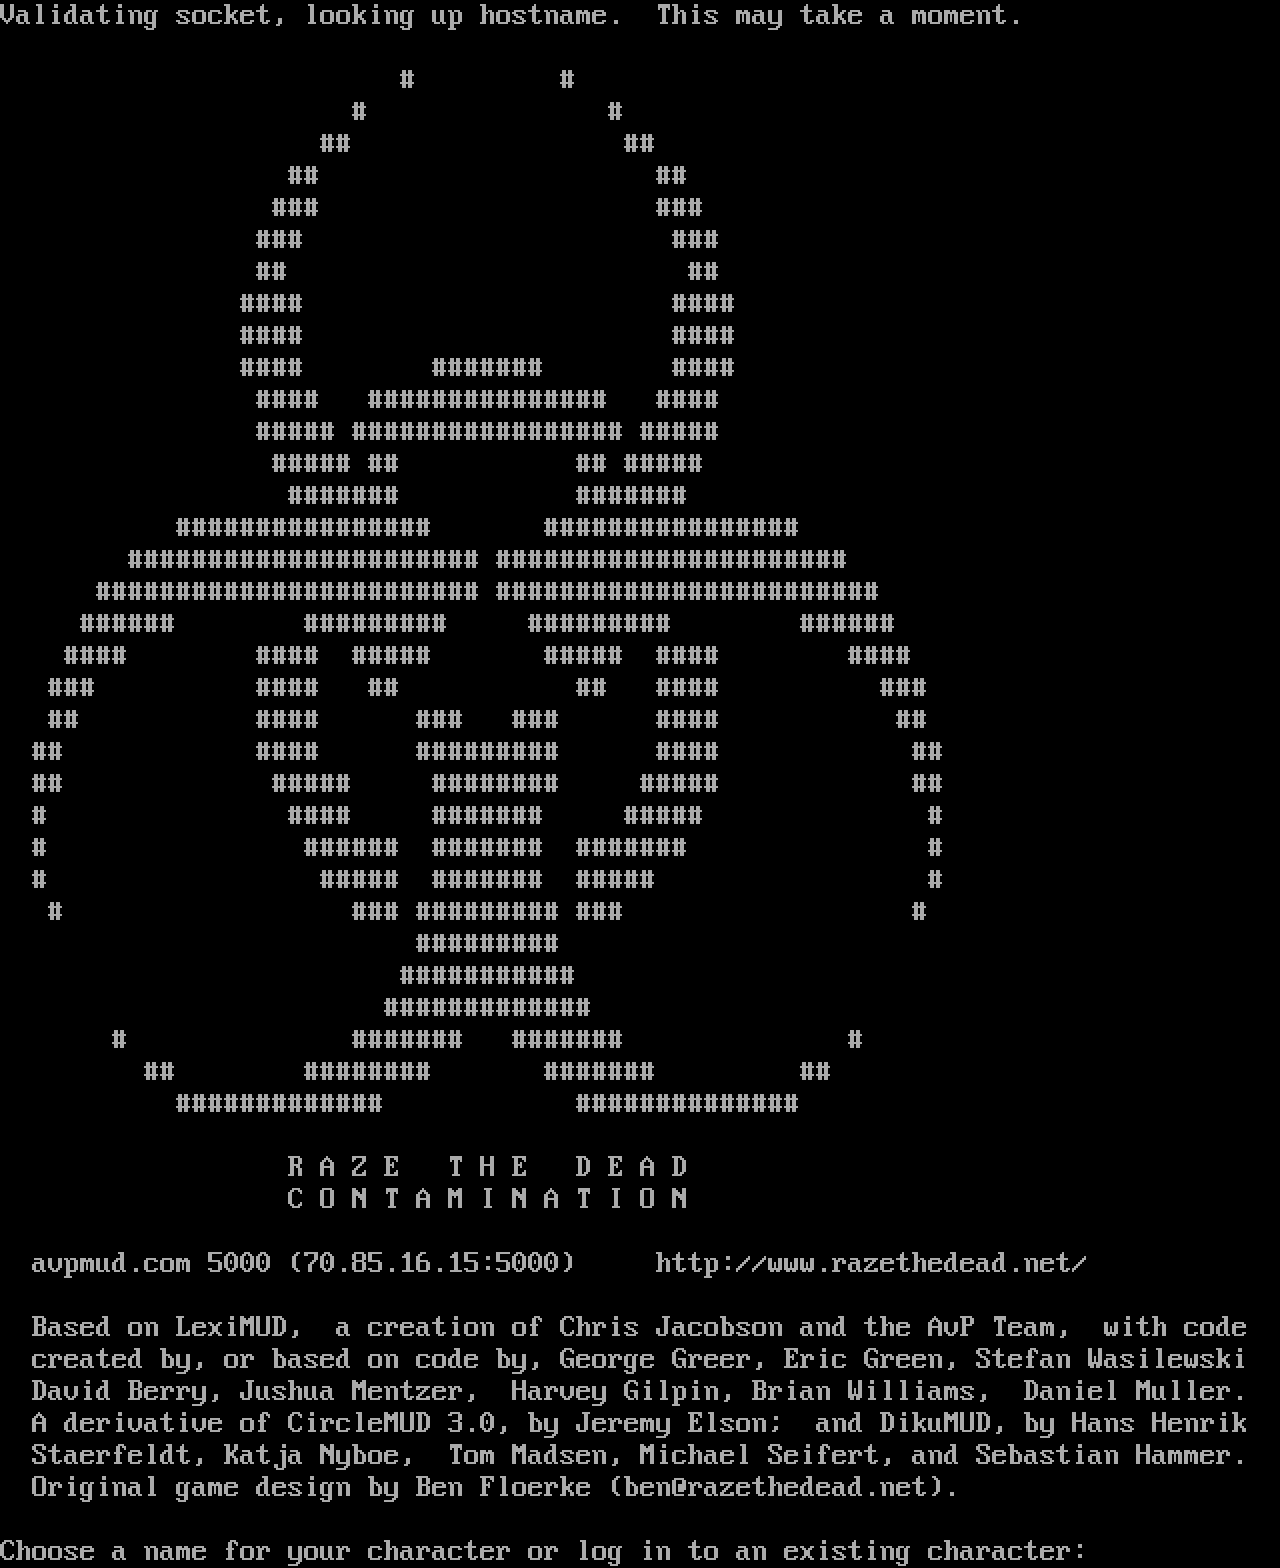 Validating socket, looking up hostname.  This may take a moment.
R A Z E   T H E   D E A D
C O N T A M I N A T I O N
avpmud.com 5000 (70.85.16.15:5000)     http://www.razethedead.net/
Based on LexiMUD,  a creation of Chris Jacobson and the AvP Team,  with code
created by, or based on code by, George Greer, Eric Green, Stefan Wasilewski
David Berry, Jushua Mentzer,  Harvey Gilpin, Brian Williams,  Daniel Muller.
A derivative of CircleMUD 3.0, by Jeremy Elson;  and DikuMUD, by Hans Henrik
Staerfeldt, Katja Nyboe,  Tom Madsen, Michael Seifert, and Sebastian Hammer.
Original game design by Ben Floerke (ben@razethedead.net).
Choose a name for your character or log in to an existing character: